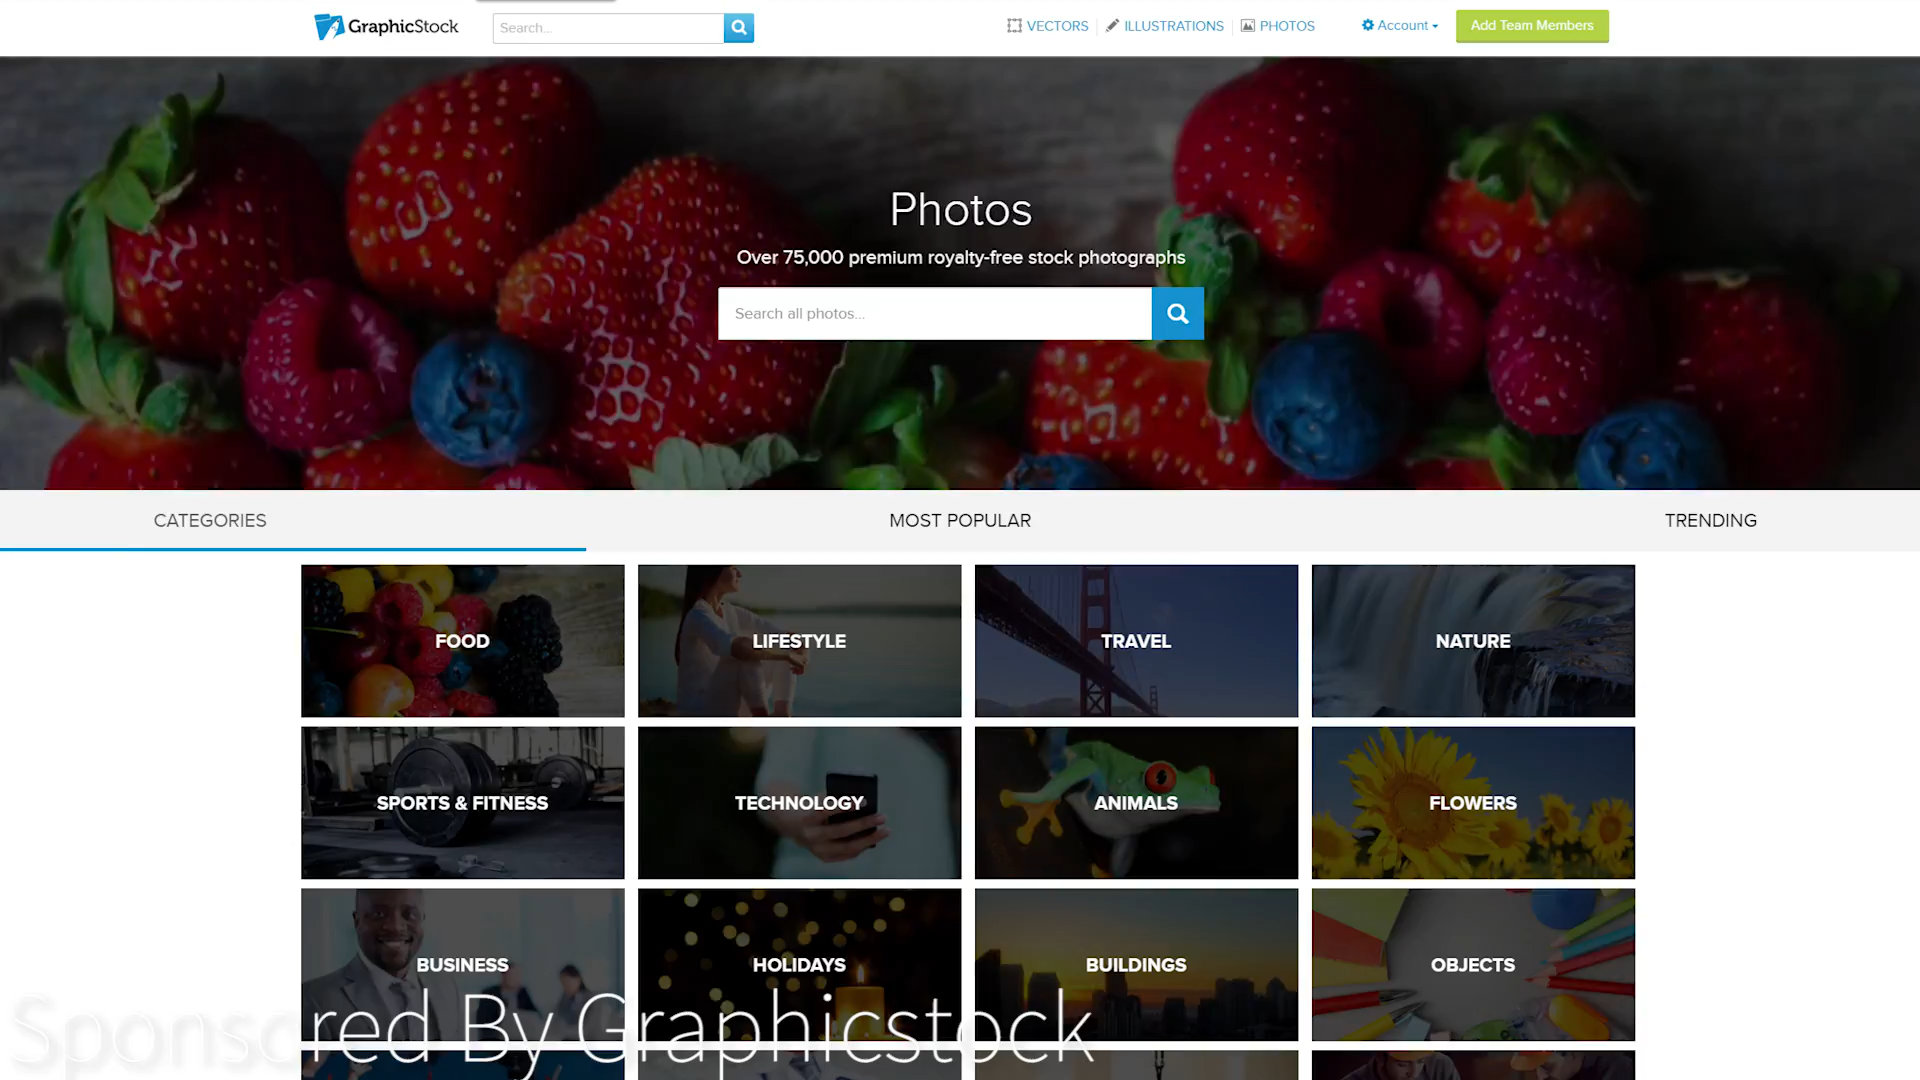 GraphicStock
Search...
VECTORS
ILLUSTRATIONS
PHOTOS
Account
Add Team Members
Photos
Over 75,000 premium royalty-free stock photographs
Search all photos...
CATEGORIES
MOST POPULAR
TRENDING
FOOD
LIFESTYLE
TRAVEL
NATURE
SPORTS & FITNESS
TECHNOLOGY
ANIMALS
FLOWERS
BUSINESS
HOLIDAYS
BUILDINGS
OBJECTS
Sponsored By Graphicstock